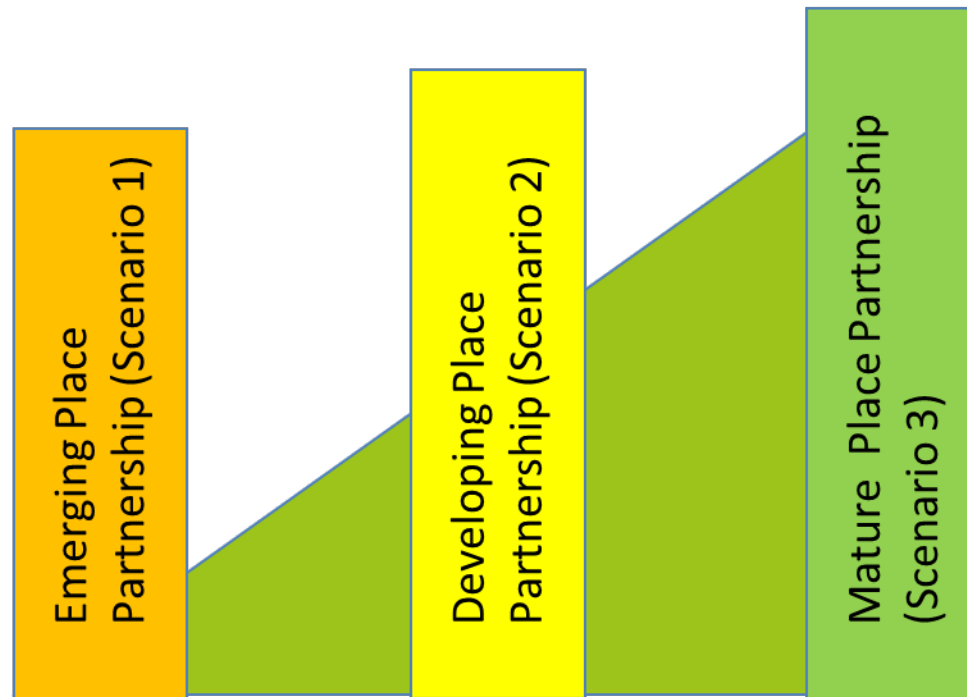 Emerging Place
Partnership (Scenario 1)
Developing Place
Partnership (Scenario 2)
Mature Place Partnership
(Scenario 3)